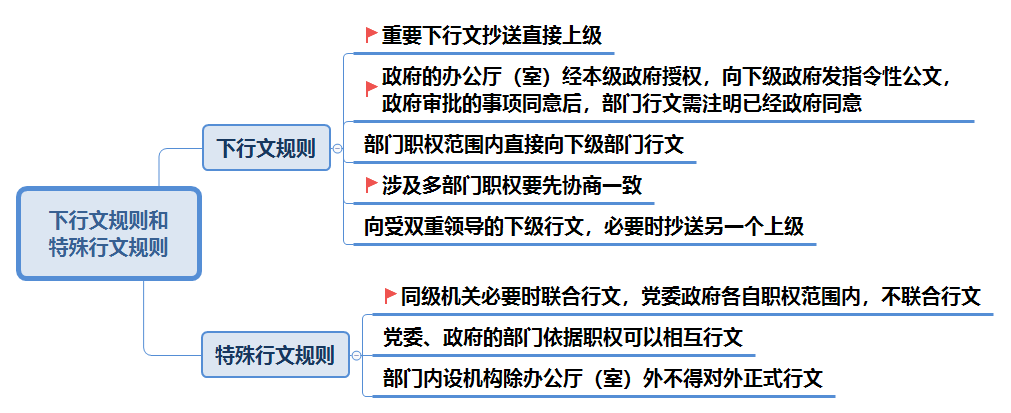 下行文规则和
特殊行文规则
下行文规则
重要下行文抄送直接上级
政府的办公厅（室）经本级政府授权，向下级政府发指令性公文，
政府审批的事项同意后，部门行文需注明已经政府同意
部门职权范围内直接向下级部门行文
涉及多部门职权要先协商一致
向受双重领导的下级行文，必要时抄送另一个上级
特殊行文规则
同级机关必要时联合行文，党委政府各自职权范围内，不联合行文
党委、政府的部门依据职权可以相互行文
部门内设机构除办公厅（室）外不得对外正式行文